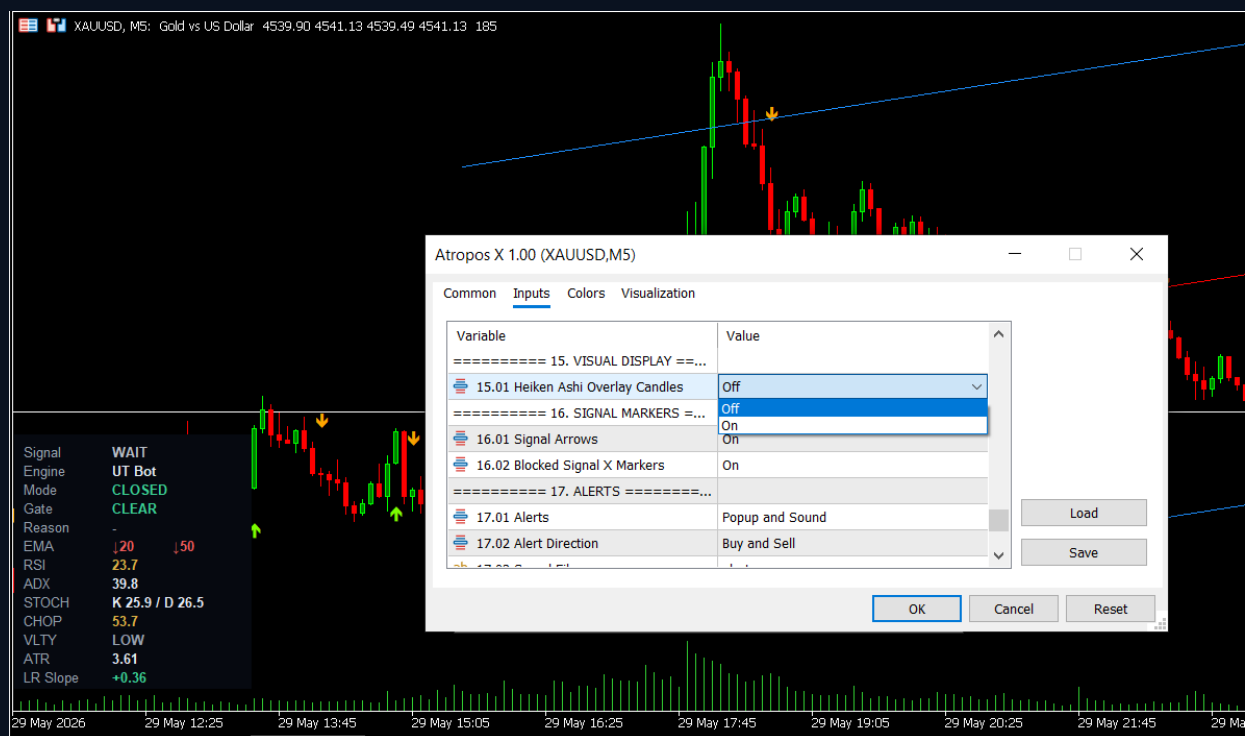 XAUUSD, M5: Gold vs US Dollar 4539.90 4541.13 4539.49 4541.13 185
Atropos X 1.00 (XAUUSD,M5)
Common Inputs Colors Visualization
Variable Value
========== 15. VISUAL DISPLAY ==...
15.01 Heiken Ashi Overlay Candles Off
Off
========== 16. SIGNAL MARKERS =...
On
16.01 Signal Arrows On
16.02 Blocked Signal X Markers On
========== 17. ALERTS ========...
17.01 Alerts Popup and Sound
17.02 Alert Direction Buy and Sell
Load
Save
OK Cancel Reset
Signal WAIT
Engine UT Bot
Mode CLOSED
Gate CLEAR
Reason -
EMA ↓20 ↓50
RSI 23.7
ADX 39.8
STOCH K 25.9 / D 26.5
CHOP 53.7
VLTY LOW
ATR 3.61
LR Slope +0.36
29 May 2026 29 May 12:25 29 May 13:45 29 May 15:05 29 May 16:25 29 May 17:45 29 May 19:05 29 May 20:25 29 May 21:45 29 Ma